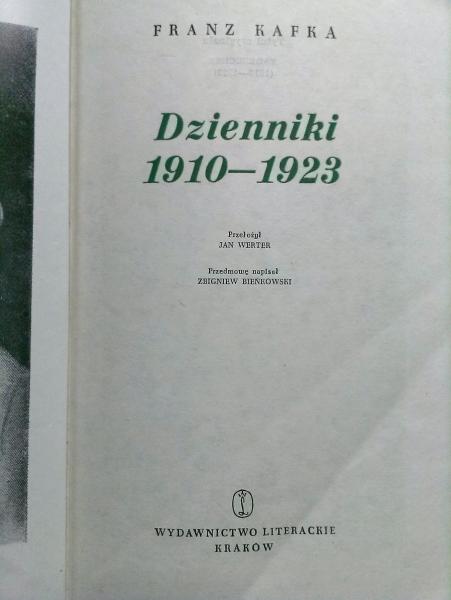 FRANZ KAFKA
Dzienniki
1910—1923
Przełożył
JAN WERTER
Przedmowę napisał
ZBIGNIEW BIEŃKOWSKI
WYDAWNICTWO LITERACKIE
KRAKÓW